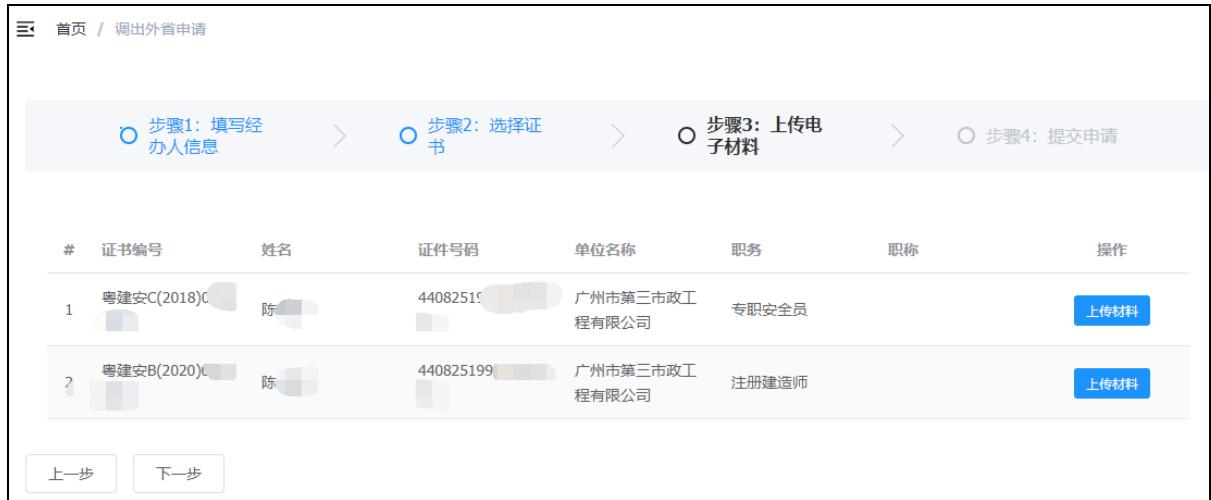 首页 / 调出外省申请
步骤1：填写经
办人信息
步骤2：选择证
书
步骤3：上传电
子材料
步骤4：提交申请
# 证书编号 姓名 证件号码 单位名称 职务 职称 操作
1 粤建安C(2018)0 陈 44082519 广州市第三市政工
程有限公司 专职安全员 上传材料
2 粤建安B(2020)0 陈 440825199 广州市第三市政工
程有限公司 注册建造师 上传材料
上一步 下一步